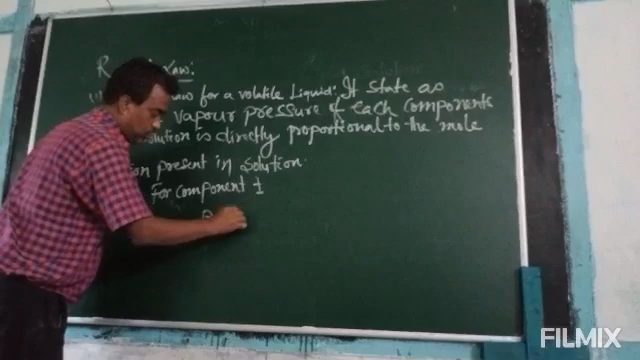 R Law:
aw for a volatile Liquid: It state as
vapour pressure of each components
solution is directly proportional to the mole
ion present in solution.
For component 1
P
FILMIX